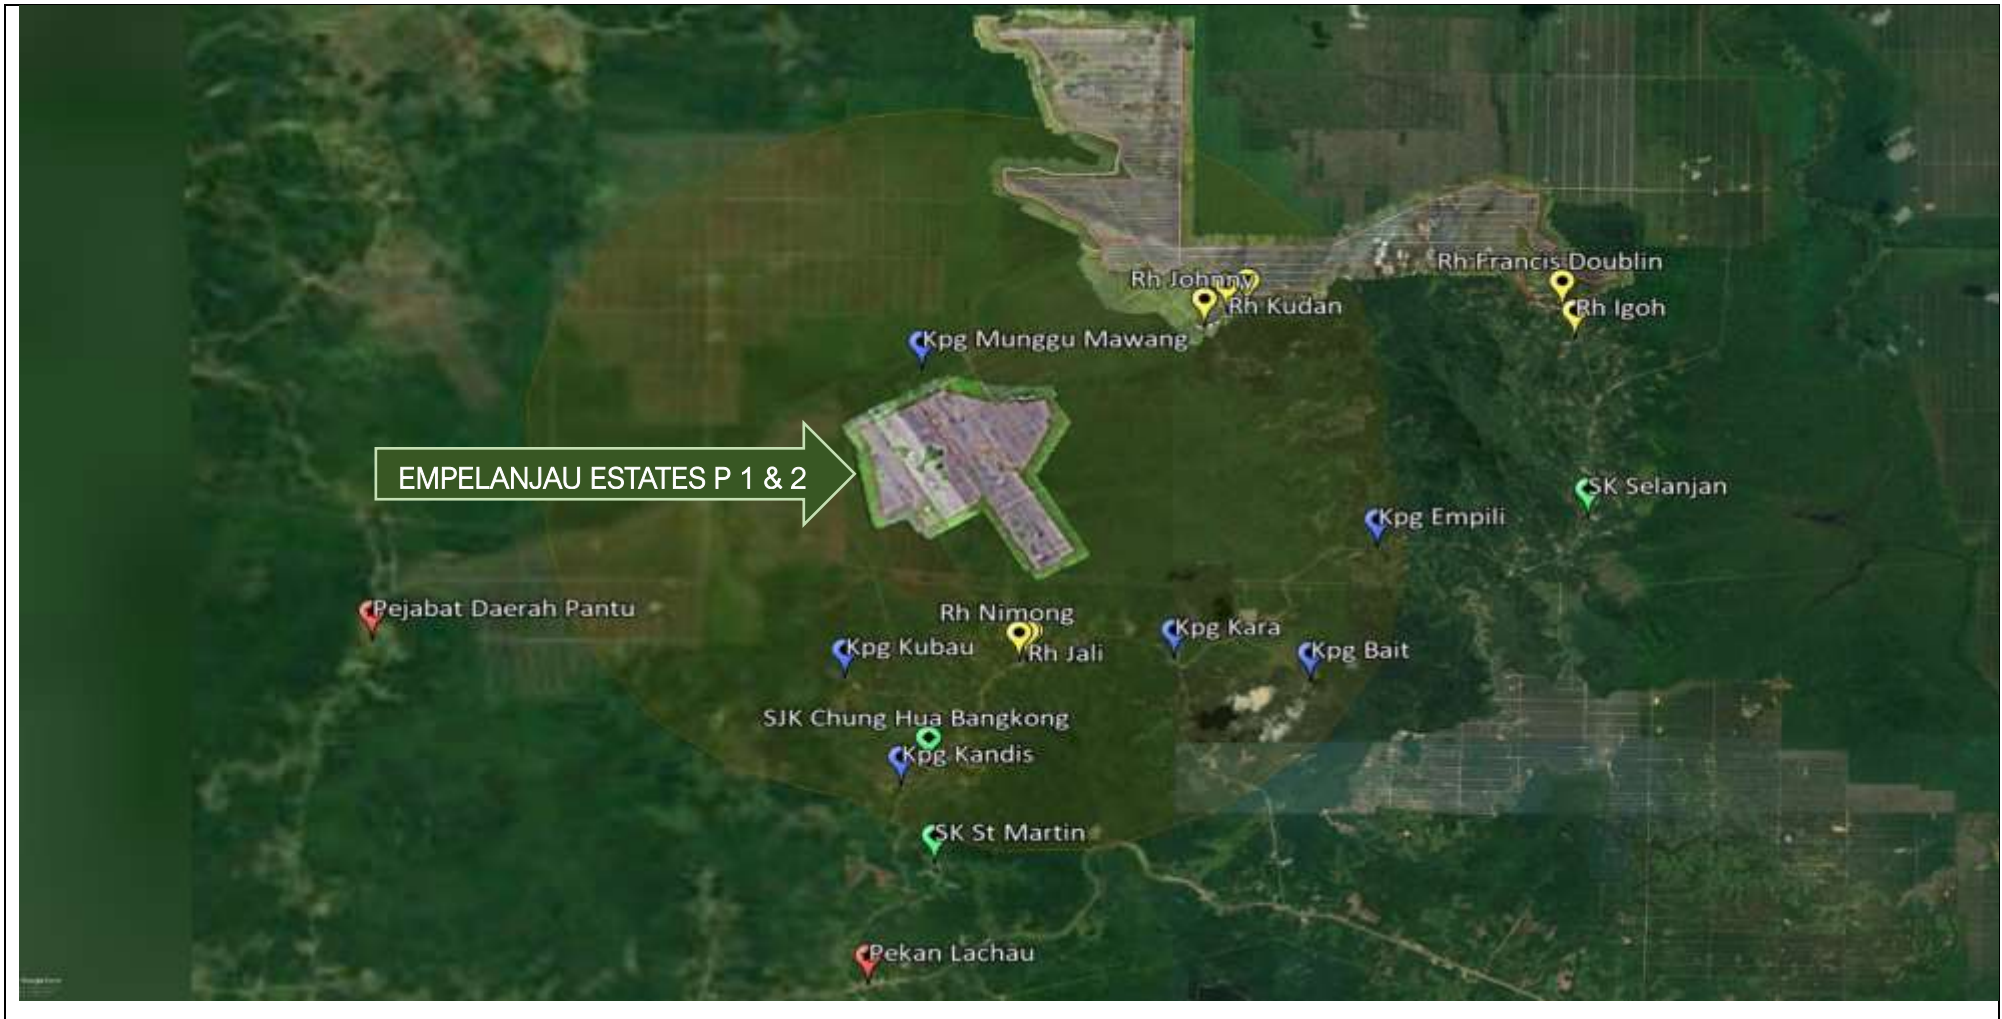 Rh Francis Doublin
Rh Johnny
Rh Kudan
Rh Igoh
Kpg Munggu Mawang
EMPELANJAU ESTATES P 1 & 2
SK Selanjan
Kpg Empili
Pejabat Daerah Pantu
Rh Nimong
Kpg Kara
Kpg Kubau
Rh Jali
Kpg Bait
SJK Chung Hua Bangkong
Kpg Kandis
SK St Martin
Pekan Lachau